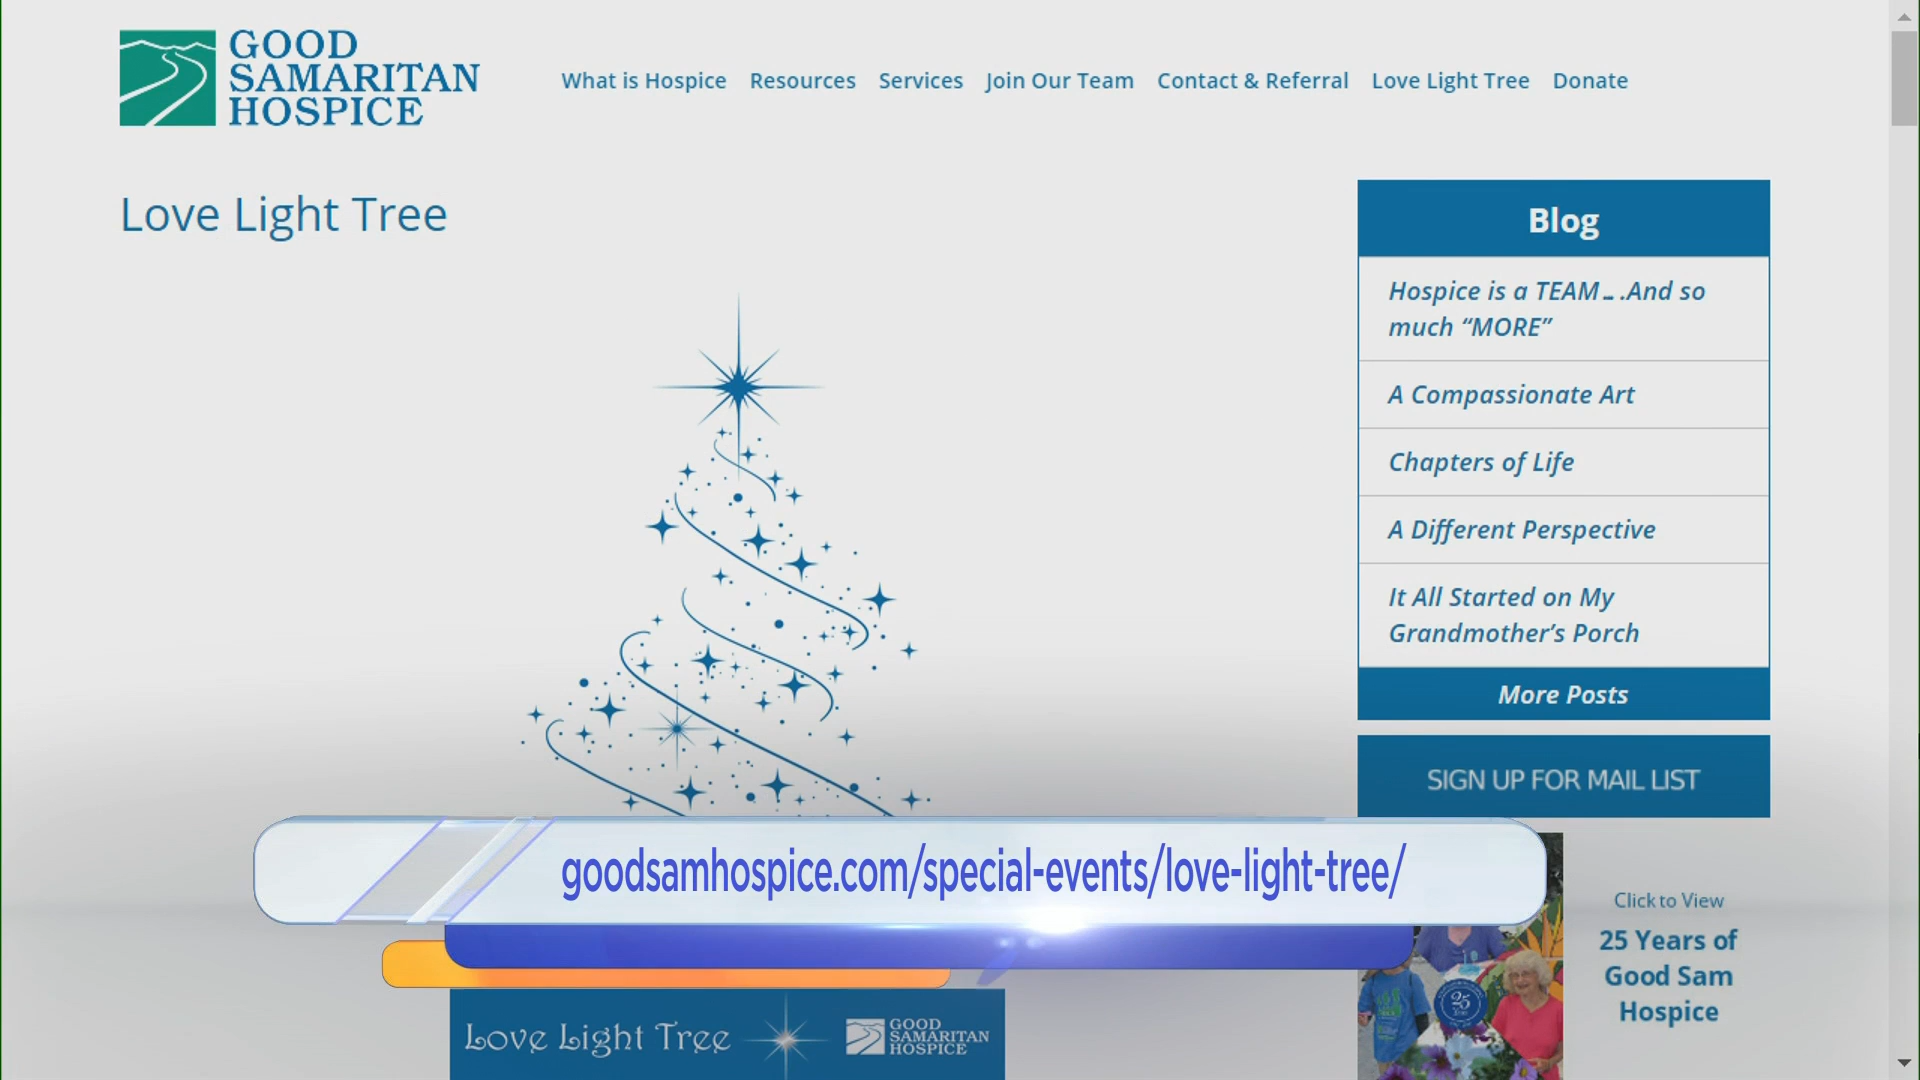 GOOD
SAMARITAN
HOSPICE
What is Hospice Resources Services Join Our Team Contact & Referral Love Light Tree Donate
Love Light Tree
Blog
Hospice is a TEAM….And so
much “MORE”
A Compassionate Art
Chapters of Life
A Different Perspective
It All Started on My
Grandmother’s Porch
More Posts
SIGN UP FOR MAIL LIST
goodsamhospice.com/special-events/love-light-tree/
Click to View
25 Years of
Good Sam
Hospice
25
Love Light Tree
GOOD
SAMARITAN
HOSPICE